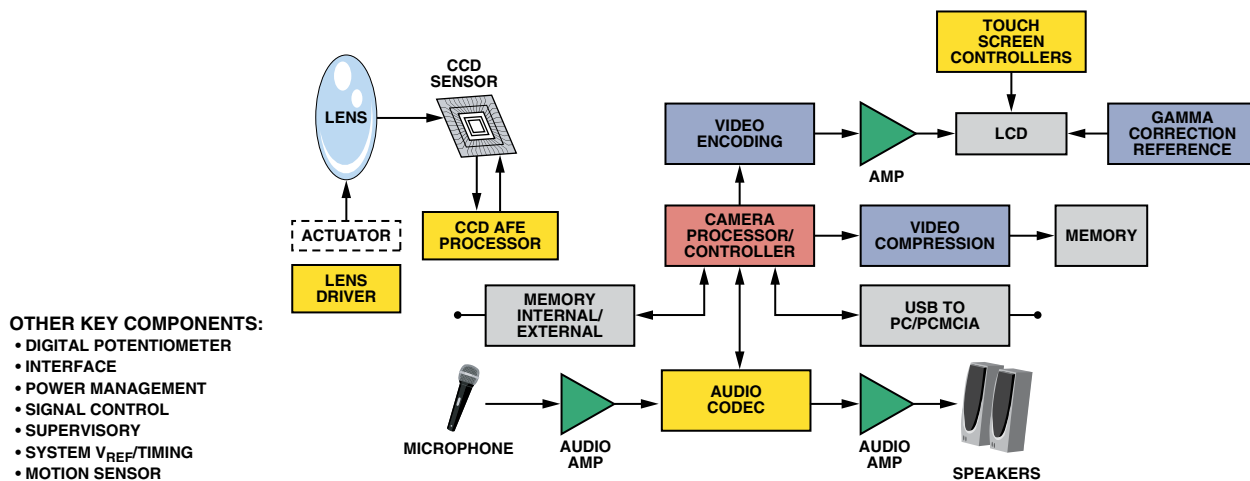 TOUCH
SCREEN
CONTROLLERS
CCD
SENSOR
LENS
VIDEO
ENCODING
AMP
LCD
GAMMA
CORRECTION
REFERENCE
ACTUATOR
CCD AFE
PROCESSOR
CAMERA
PROCESSOR/
CONTROLLER
VIDEO
COMPRESSION
MEMORY
LENS
DRIVER
MEMORY
INTERNAL/
EXTERNAL
USB TO
PC/PCMCIA
OTHER KEY COMPONENTS:
• DIGITAL POTENTIOMETER
• INTERFACE
• POWER MANAGEMENT
• SIGNAL CONTROL
• SUPERVISORY
• SYSTEM VREF/TIMING
• MOTION SENSOR
MICROPHONE
AUDIO
AMP
AUDIO
CODEC
AUDIO
AMP
SPEAKERS